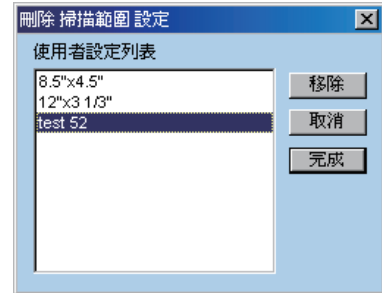 刪除 掃描範圍 設定
使用者設定列表
8.5"x4.5"
12"x3 1/3"
test 52
移除
取消
完成